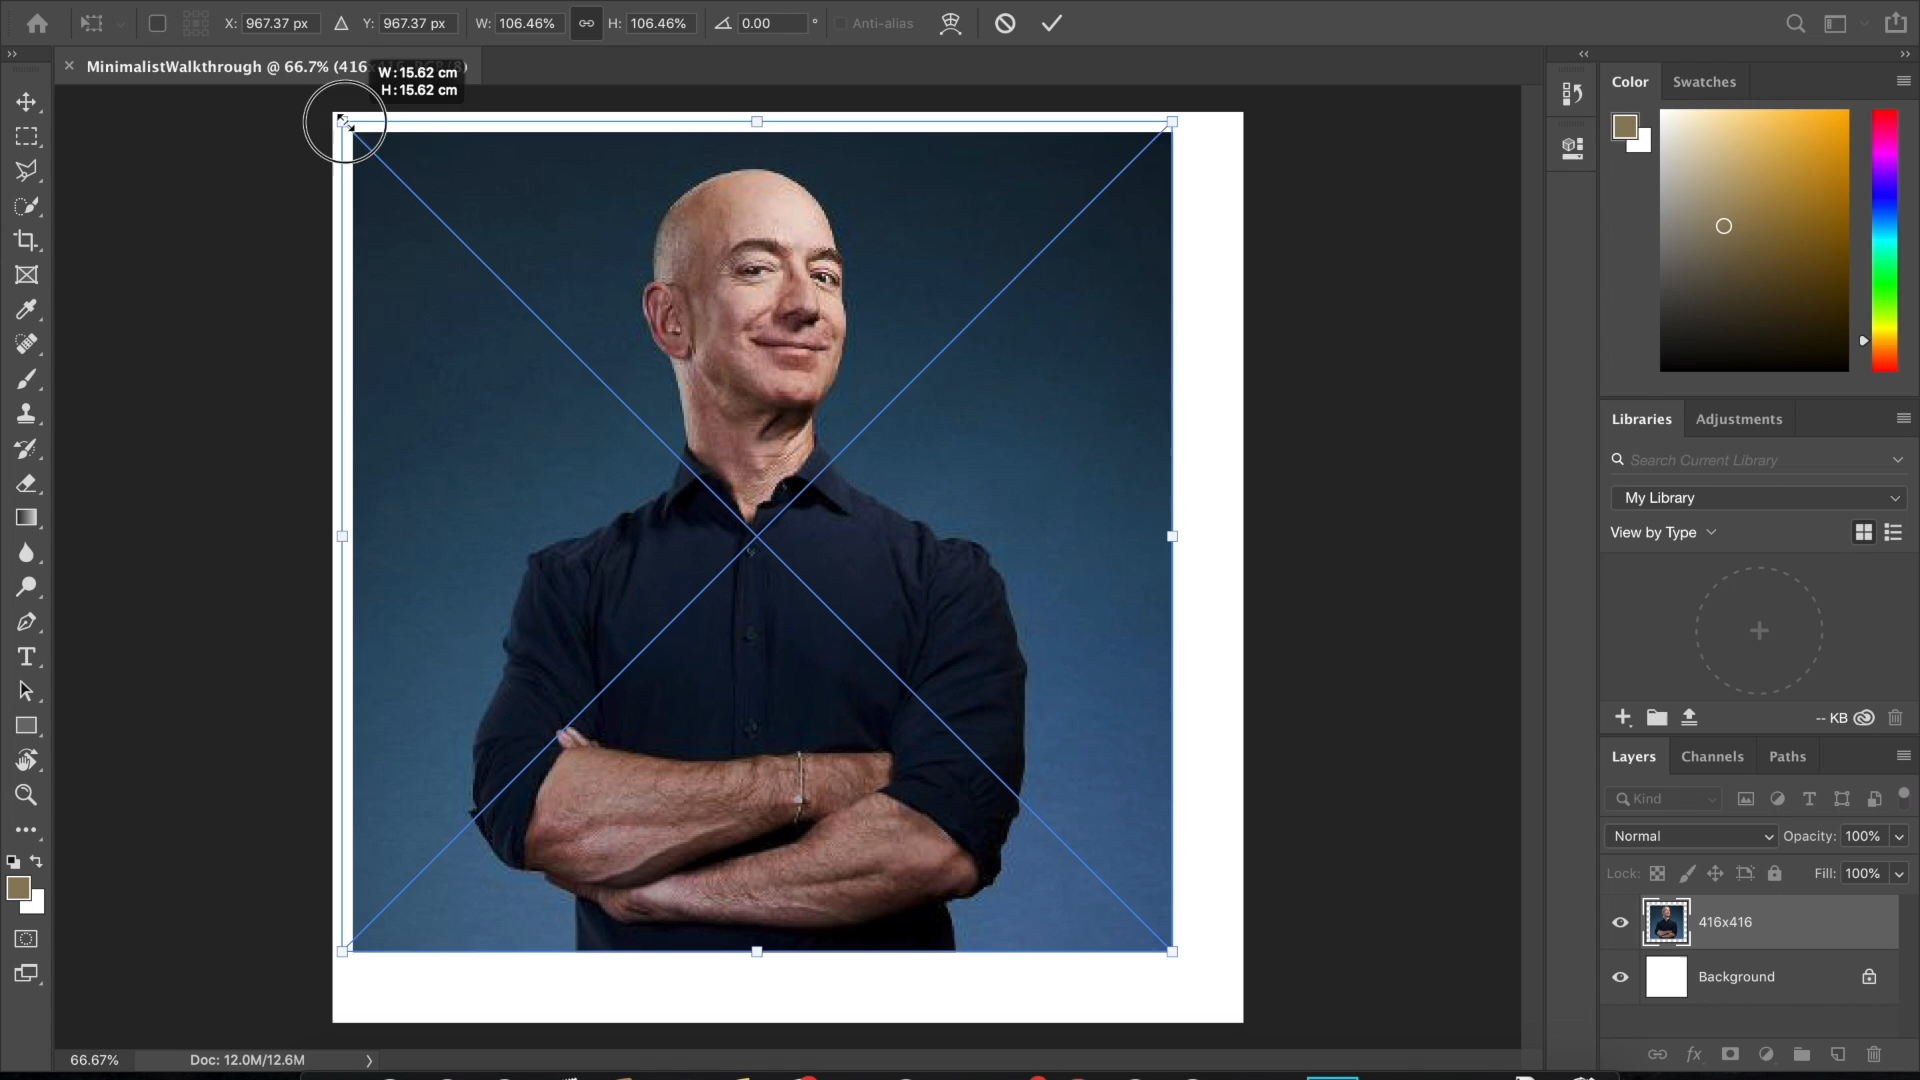 X: 967.37 px Y: 967.37 px W: 106.46% H: 106.46% 0.00 ° Anti-alias
MinimalistWalkthrough @ 66.7% (416
W: 15.62 cm
H: 15.62 cm
Color Swatches
Libraries Adjustments
Search Current Library
My Library
View by Type
-- KB
Layers Channels Paths
Kind
Normal Opacity: 100%
Lock: Fill: 100%
416x416
Background
fx
66.67% Doc: 12.0M/12.6M